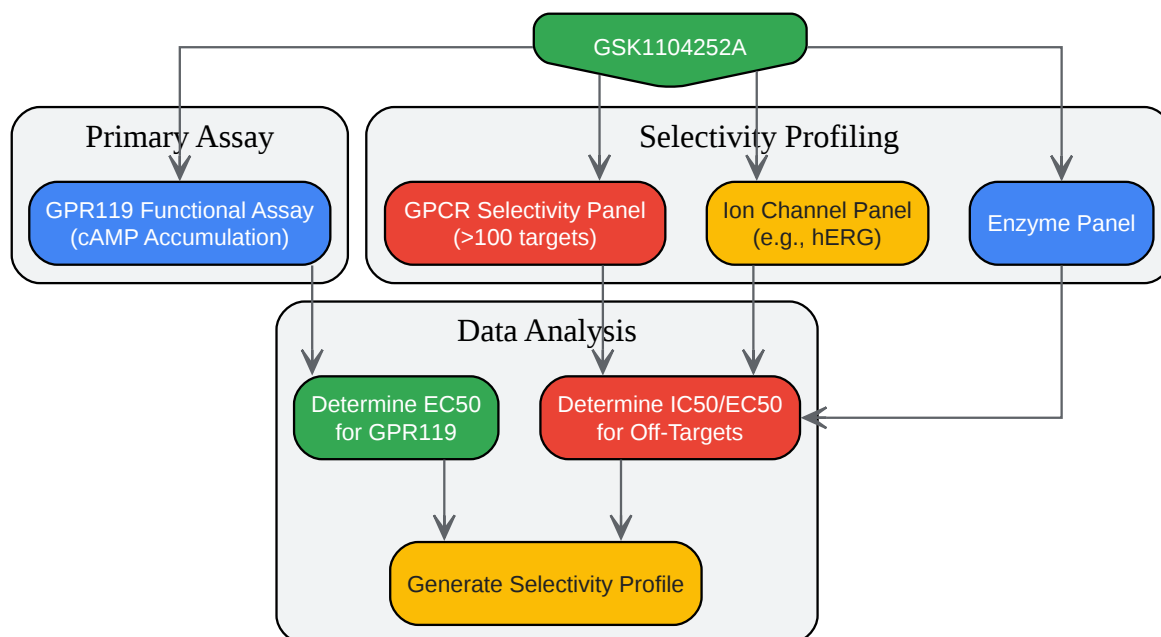 GSK1104252A
Primary Assay
Selectivity Profiling
GPR119 Functional Assay
(cAMP Accumulation)
GPCR Selectivity Panel
(>100 targets)
Ion Channel Panel
(e.g., hERG)
Enzyme Panel
Data Analysis
Determine EC50
for GPR119
Determine IC50/EC50
for Off-Targets
Generate Selectivity Profile